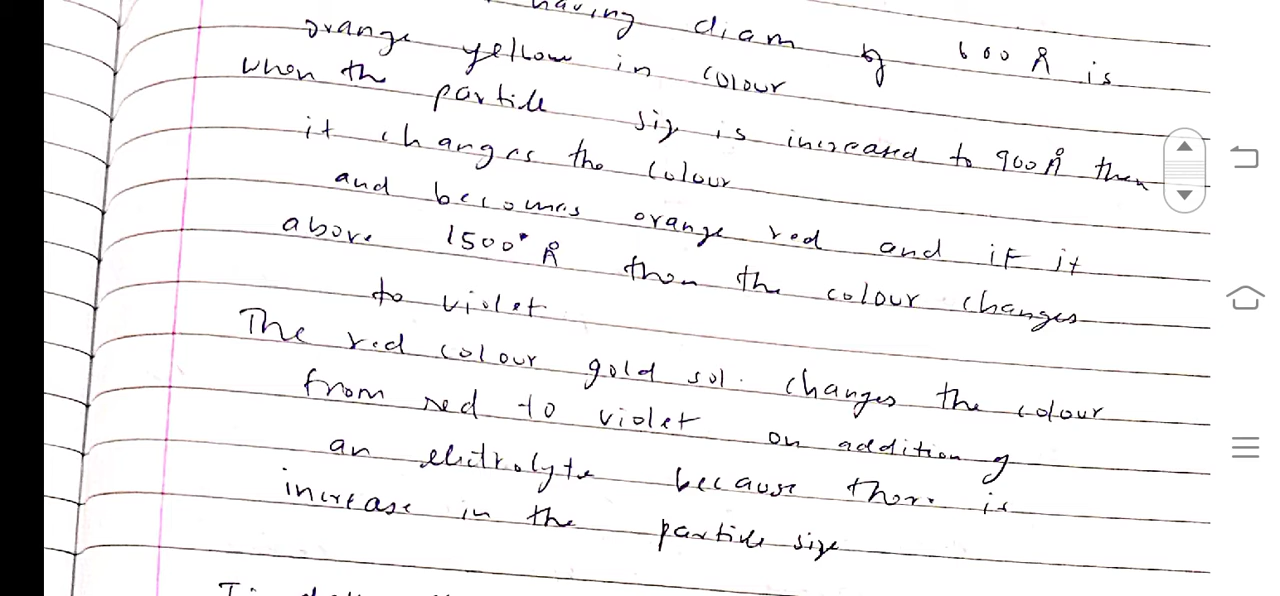 having diam of 600 Å is
orange yellow in colour
when the particle size is increased to 900 Å then
it changes the colour
and becomes orange red and if it
above 1500° Å then the colour changes
to violet
The red colour gold sol. changes the colour
from red to violet on addition of
an electrolyte because there is
increase in the particle size